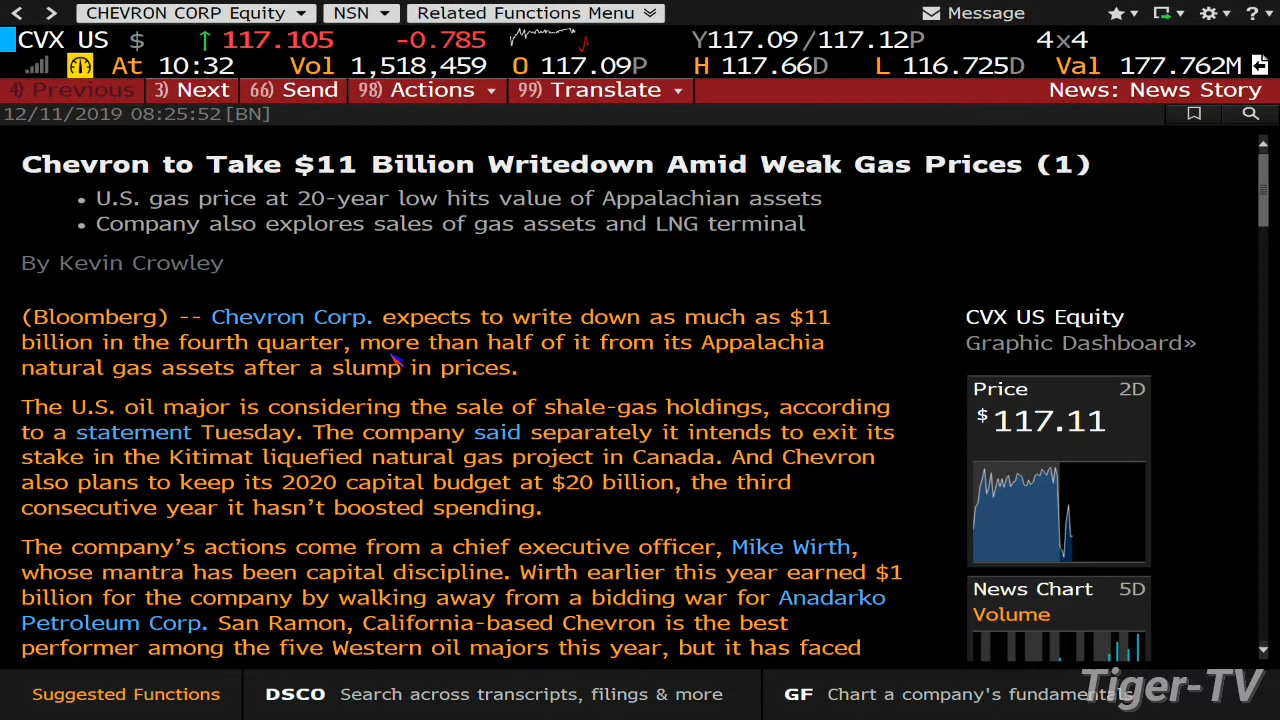 CHEVRON CORP Equity NSN Related Functions Menu Message ?
CVX US $ ↑ 117.105 -0.785 Y117.09/117.12P 4x4
At 10:32 Vol 1,518,459 O 117.09P H 117.66D L 116.725D Val 177.762M
4) Previous 3) Next 66) Send 98) Actions 99) Translate News: News Story
12/11/2019 08:25:52 [BN]
Chevron to Take $11 Billion Writedown Amid Weak Gas Prices (1)
• U.S. gas price at 20-year low hits value of Appalachian assets
• Company also explores sales of gas assets and LNG terminal
By Kevin Crowley
(Bloomberg) -- Chevron Corp. expects to write down as much as $11
billion in the fourth quarter, more than half of it from its Appalachia
natural gas assets after a slump in prices.
The U.S. oil major is considering the sale of shale-gas holdings, according
to a statement Tuesday. The company said separately it intends to exit its
stake in the Kitimat liquefied natural gas project in Canada. And Chevron
also plans to keep its 2020 capital budget at $20 billion, the third
consecutive year it hasn't boosted spending.
The company's actions come from a chief executive officer, Mike Wirth,
whose mantra has been capital discipline. Wirth earlier this year earned $1
billion for the company by walking away from a bidding war for Anadarko
Petroleum Corp. San Ramon, California-based Chevron is the best
performer among the five Western oil majors this year, but it has faced
CVX US Equity
Graphic Dashboard»
Price 2D
$117.11
News Chart 5D
Volume
Suggested Functions DSCO Search across transcripts, filings & more GF Chart a company's fundamentals
Tiger-TV